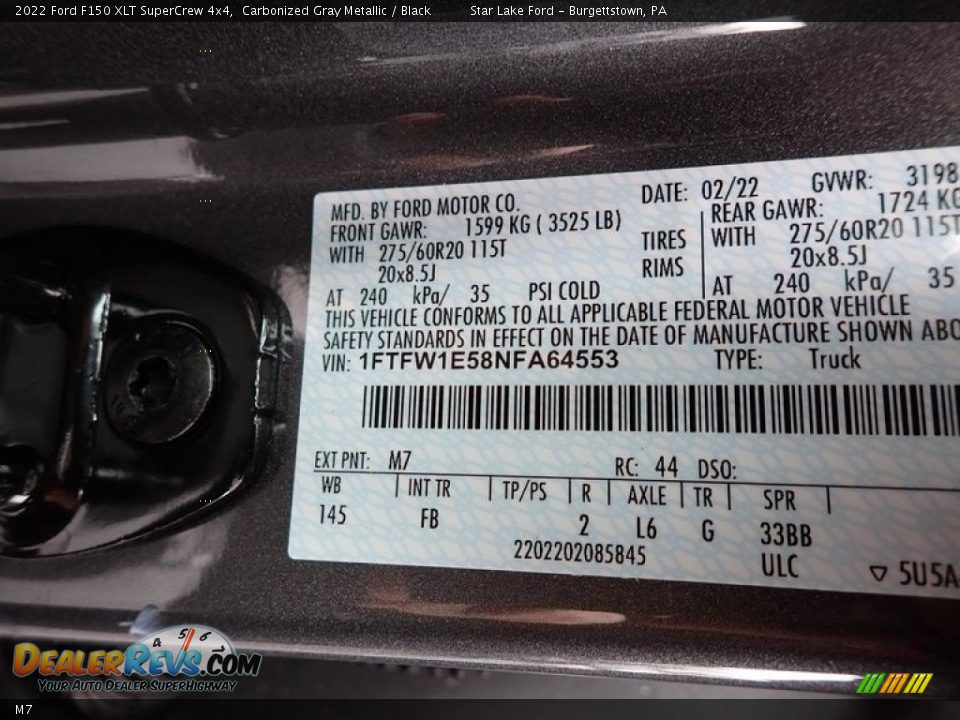 2022 Ford F150 XLT SuperCrew 4x4, Carbonized Gray Metallic / Black Star Lake Ford – Burgettstown, PA
MFD. BY FORD MOTOR CO. DATE: 02/22 GVWR: 3198
FRONT GAWR: 1599 KG ( 3525 LB) REAR GAWR: 1724 KG
WITH 275/60R20 115T TIRES WITH 275/60R20 115T
20x8.5J RIMS 20x8.5J
AT 240 kPa/ 35 PSI COLD AT 240 kPa/ 35
THIS VEHICLE CONFORMS TO ALL APPLICABLE FEDERAL MOTOR VEHICLE
SAFETY STANDARDS IN EFFECT ON THE DATE OF MANUFACTURE SHOWN ABO
VIN: 1FTFW1E58NFA64553 TYPE: Truck
EXT PNT: M7 RC: 44 DSO:
WB INT TR TP/PS R AXLE TR SPR
145 FB 2 L6 G 33BB
2202202085845 ULC 5U5A
DEALERREVS.COM
Your Auto Dealer SuperHighway
4 5 6
M7